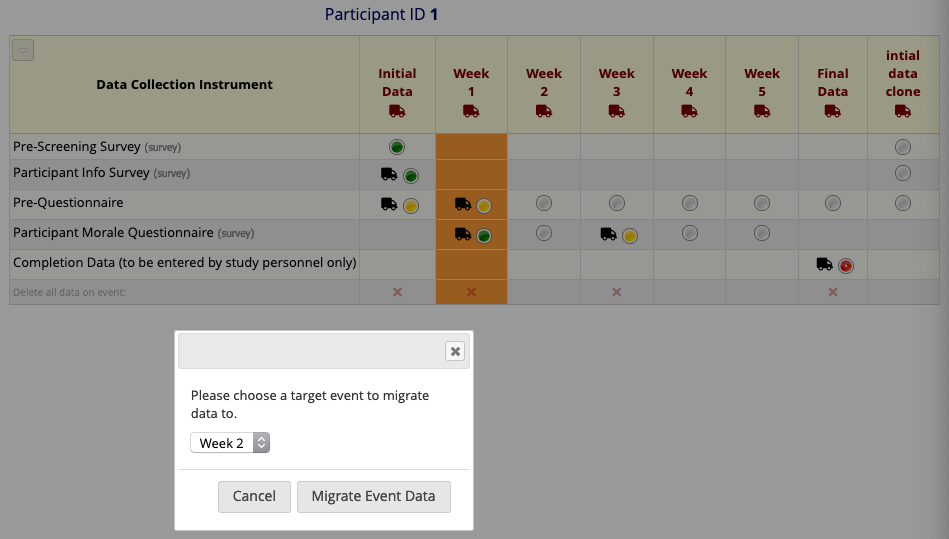 Participant ID 1
Data Collection Instrument
Initial
Data
Week
1
Week
2
Week
3
Week
4
Week
5
Final
Data
intial
data
clone
Pre-Screening Survey (survey)
Participant Info Survey (survey)
Pre-Questionnaire
Participant Morale Questionnaire (survey)
Completion Data (to be entered by study personnel only)
Delete all data on event:
Please choose a target event to migrate
data to.
Week 2
Cancel
Migrate Event Data